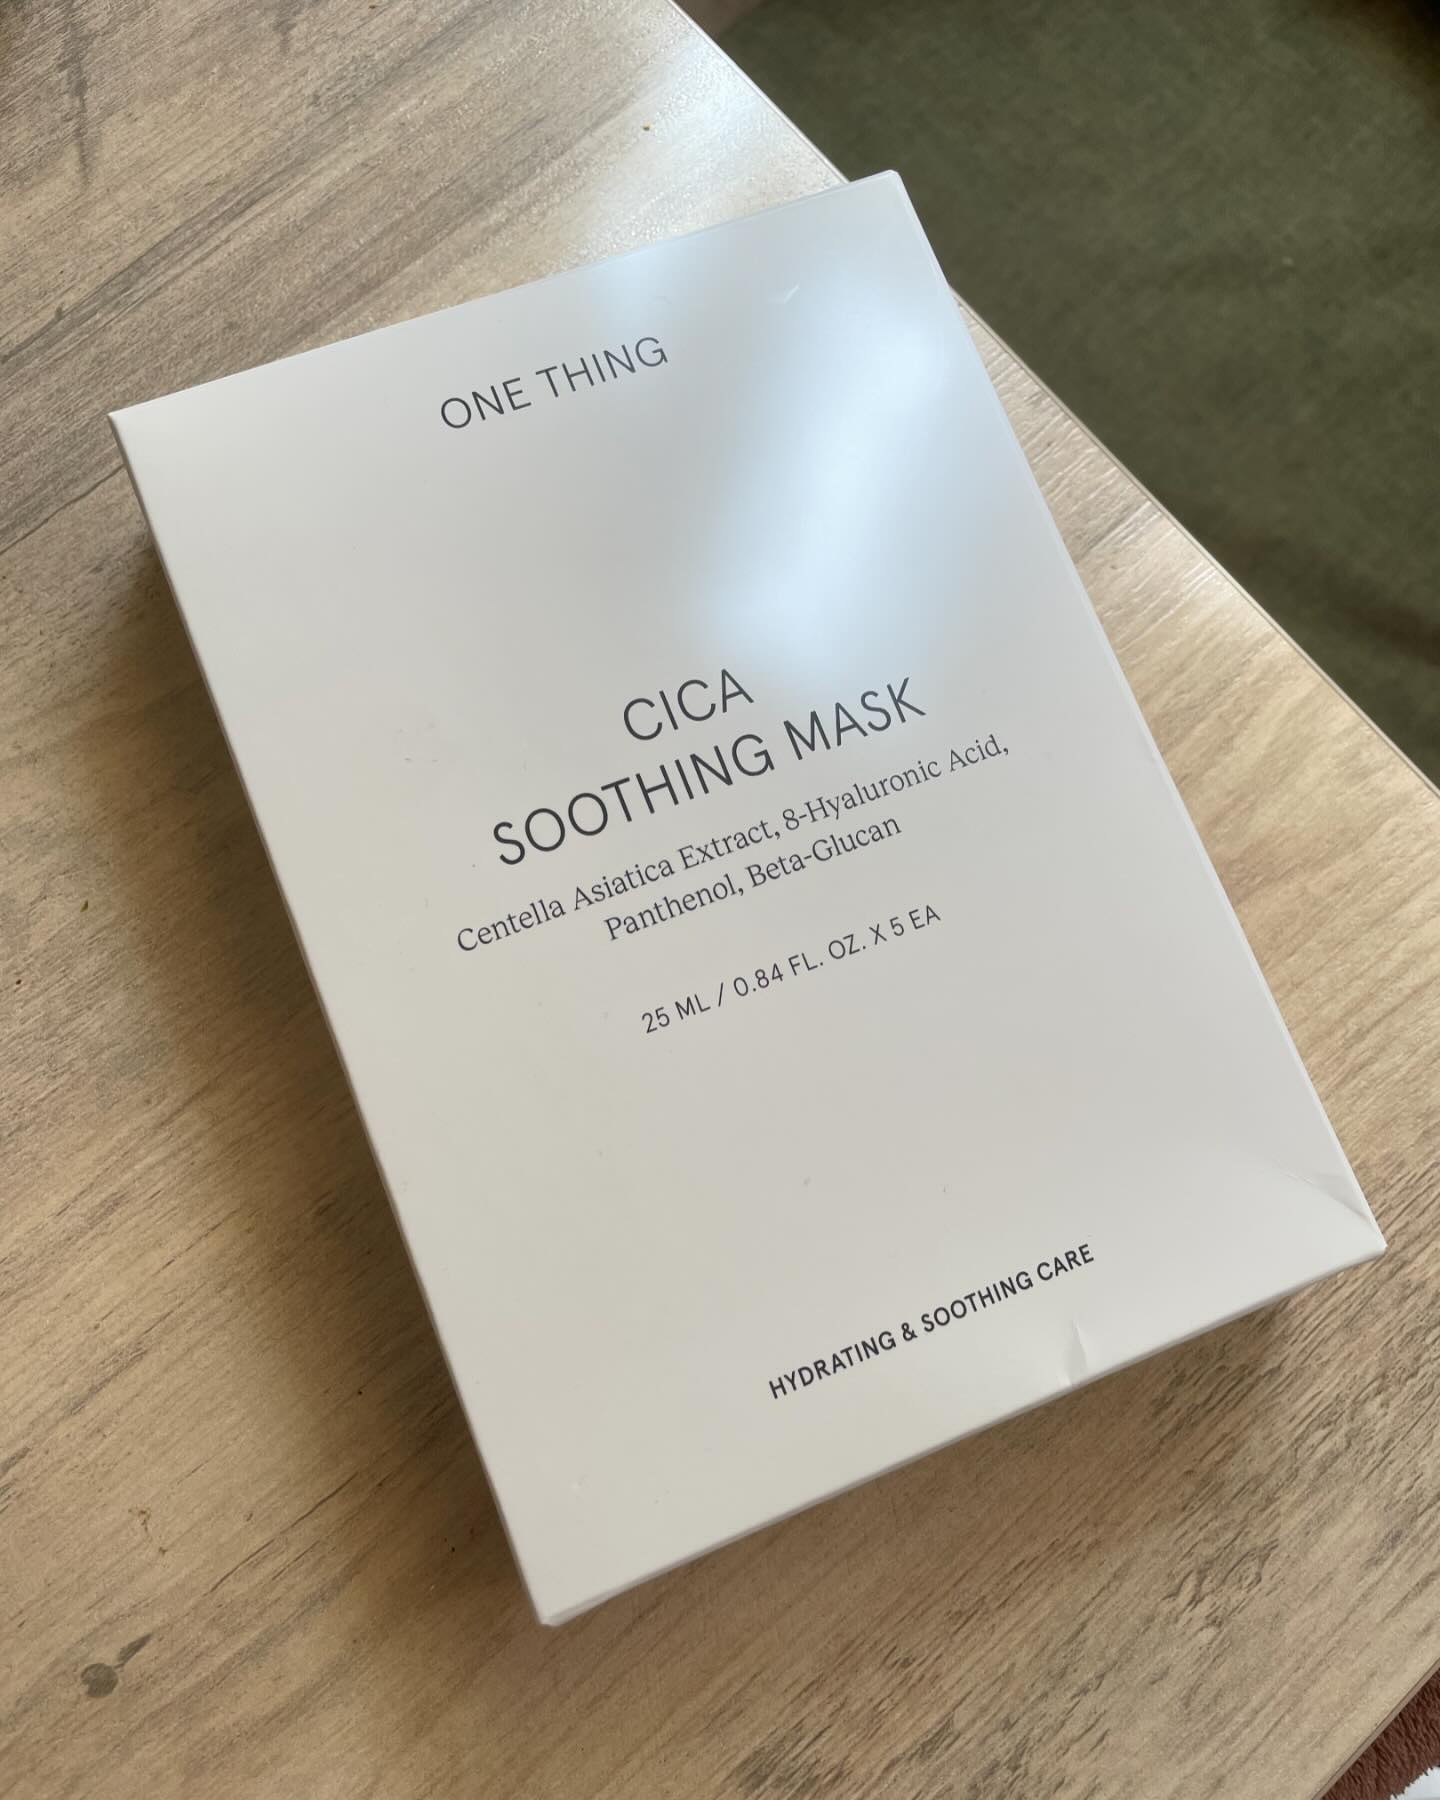 ONE THING
CICA
SOOTHING MASK
Centella Asiatica Extract, 8-Hyaluronic Acid,
Panthenol, Beta-Glucan
25 ML / 0.84 FL. OZ. X 5 EA
HYDRATING & SOOTHING CARE